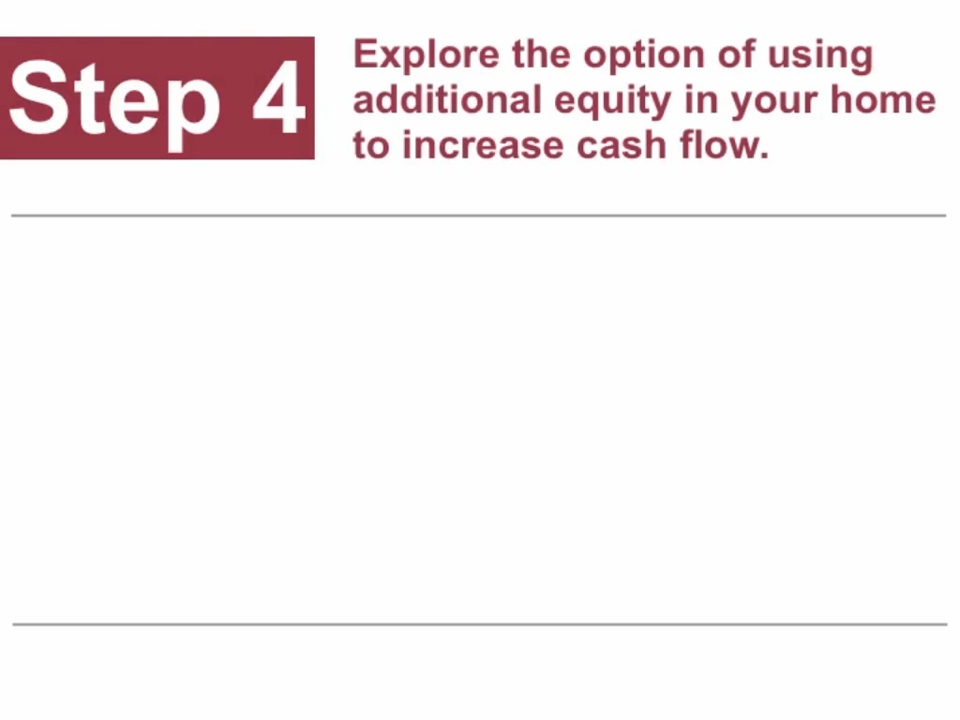 Step 4
Explore the option of using
additional equity in your home
to increase cash flow.